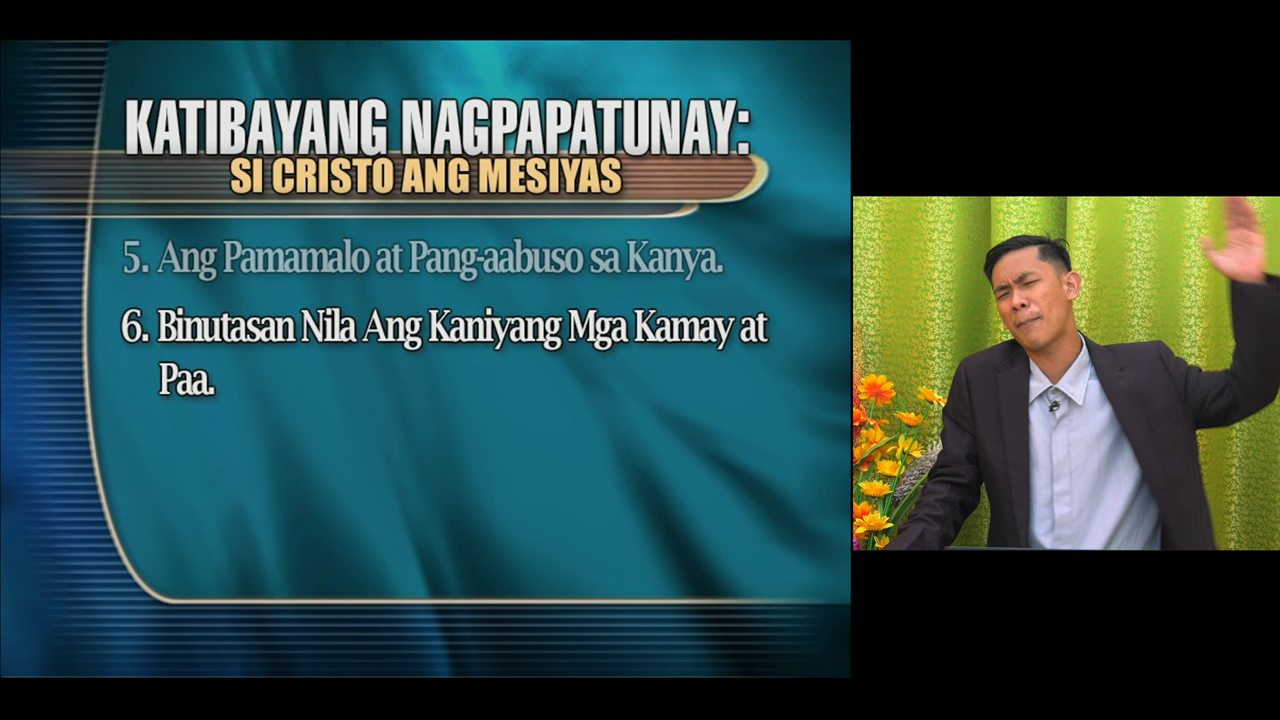 KATIBAYANG NAGPAPATUNAY:
SI CRISTO ANG MESIYAS
5. Ang Pamamalo at Pang-aabuso sa Kanya.
6. Binutasan Nila Ang Kaniyang Mga Kamay at
Paa.